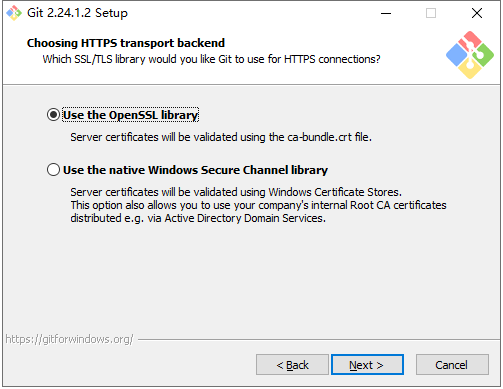 Git 2.24.1.2 Setup
Choosing HTTPS transport backend
Which SSL/TLS library would you like Git to use for HTTPS connections?
Use the OpenSSL library
Server certificates will be validated using the ca-bundle.crt file.
Use the native Windows Secure Channel library
Server certificates will be validated using Windows Certificate Stores.
This option also allows you to use your company's internal Root CA certificates
distributed e.g. via Active Directory Domain Services.
https://gitforwindows.org/
< Back
Next >
Cancel